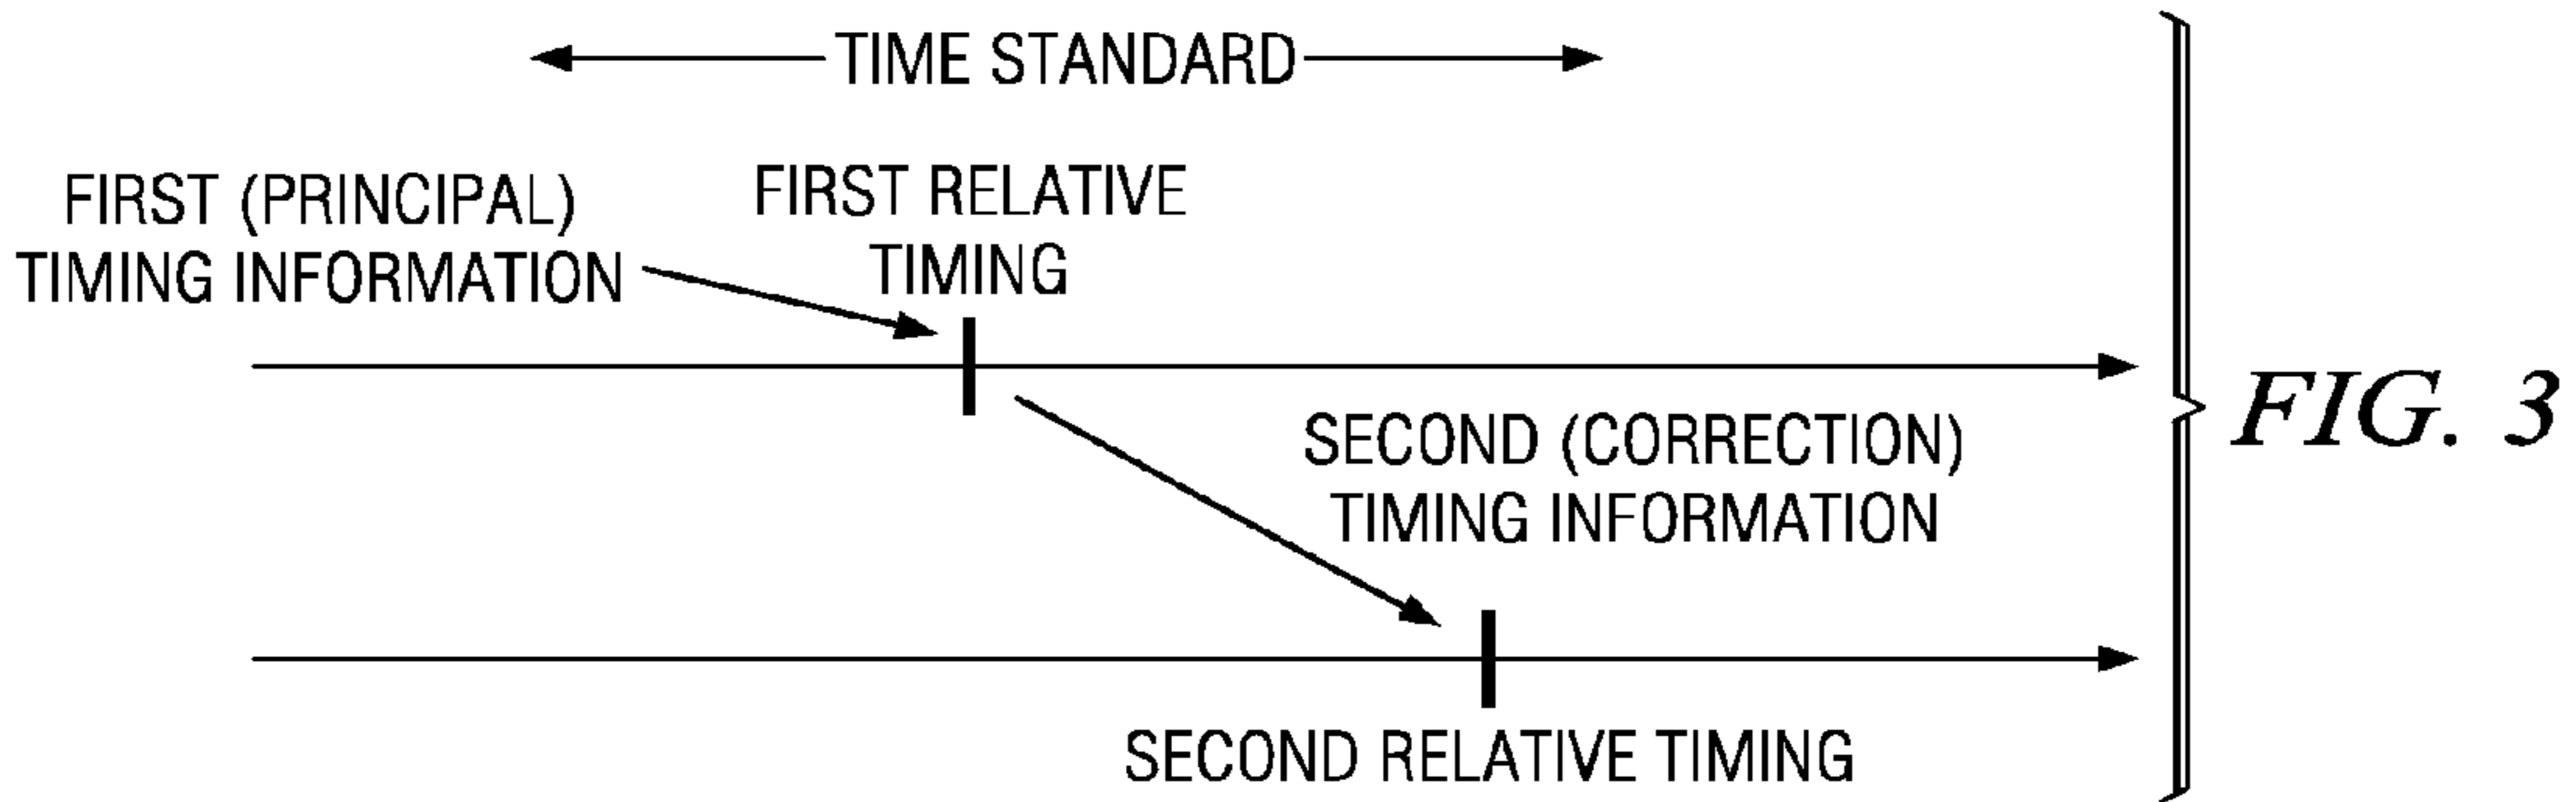 TIME STANDARD
FIRST (PRINCIPAL)
TIMING INFORMATION
FIRST RELATIVE
TIMING
SECOND (CORRECTION)
TIMING INFORMATION
SECOND RELATIVE TIMING
FIG. 3